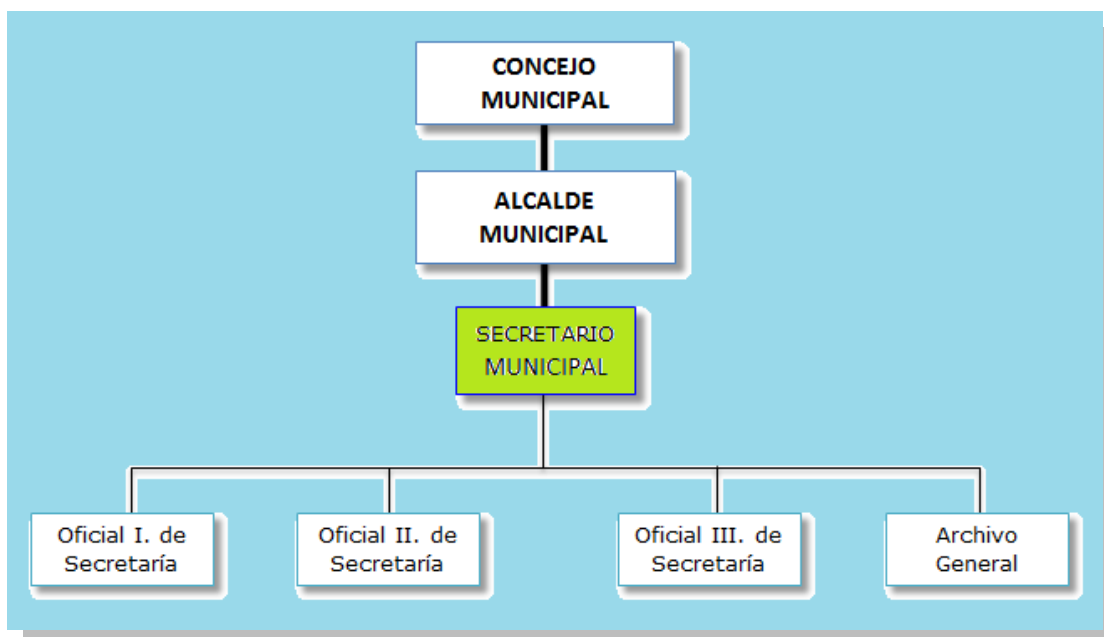 CONCEJO
MUNICIPAL
ALCALDE
MUNICIPAL
SECRETARIO
MUNICIPAL
Oficial I. de
Secretaría
Oficial II. de
Secretaría
Oficial III. de
Secretaría
Archivo
General